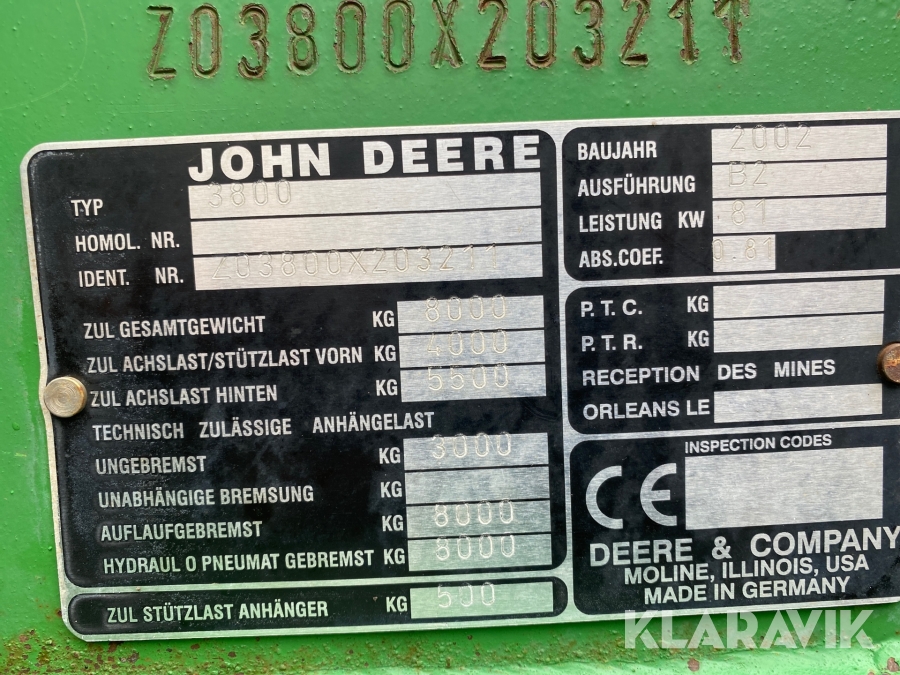 Z03800X203211
JOHN DEERE
TYP 3800
HOMOL. NR.
IDENT. NR. Z03800X203211
ZUL GESAMTGEWICHT KG 8000
ZUL ACHSLAST/STÜTZLAST VORN KG 4000
ZUL ACHSLAST HINTEN KG 5500
TECHNISCH ZULÄSSIGE ANHÄNGELAST
UNGEBREMST KG 3000
UNABHÄNGIGE BREMSUNG KG
AUFLAUFGEBREMST KG 8000
HYDRAUL O PNEUMAT GEBREMST KG 8000
ZUL STÜTZLAST ANHÄNGER KG 500
BAUJAHR 2002
AUSFÜHRUNG B2
LEISTUNG KW 81
ABS.COEF. 0.81
P.T.C. KG
P.T.R. KG
RECEPTION DES MINES
ORLEANS LE
INSPECTION CODES
CE
DEERE & COMPANY
MOLINE, ILLINOIS, USA
MADE IN GERMANY
KLARAVIK